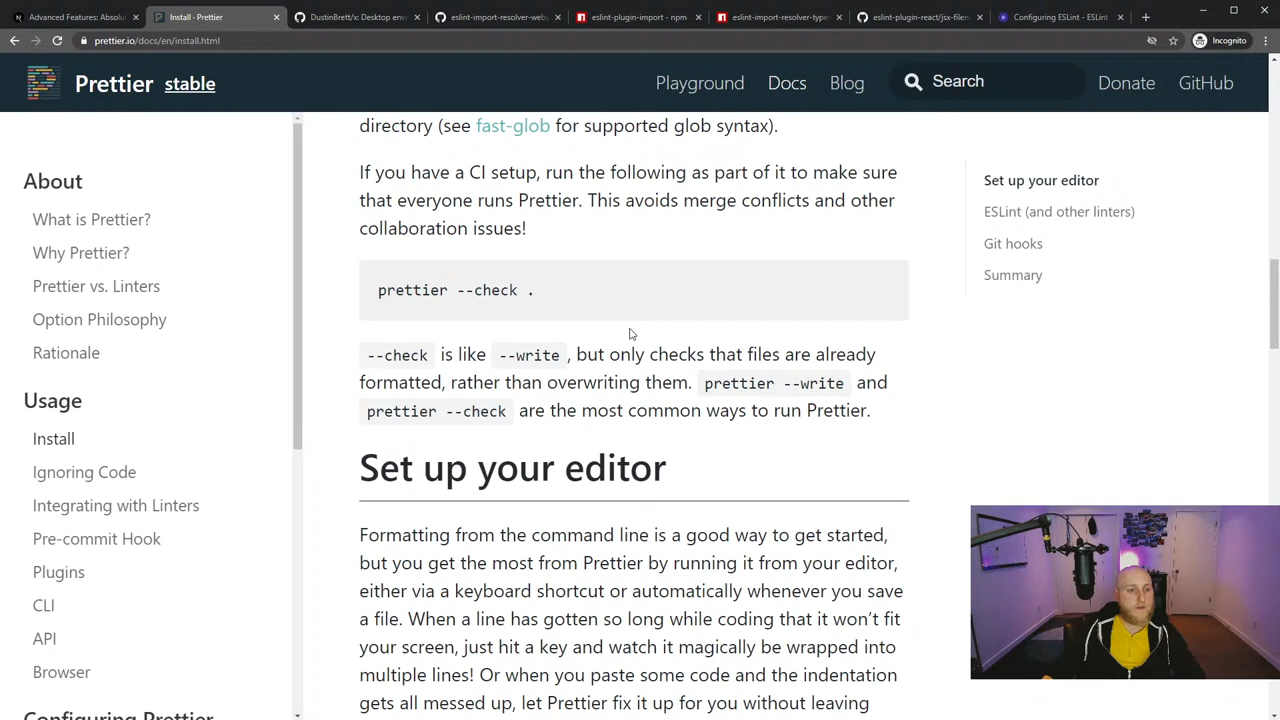 Advanced Features: Absolu
Install · Prettier
DustinBrett/x: Desktop env
eslint-import-resolver-web
eslint-plugin-import - npm
eslint-import-resolver-types
eslint-plugin-react/jsx-filen
Configuring ESLint - ESLint
prettier.io/docs/en/install.html
Incognito
Prettier stable
Playground
Docs
Blog
Search
Donate
GitHub
About
What is Prettier?
Why Prettier?
Prettier vs. Linters
Option Philosophy
Rationale
Usage
Install
Ignoring Code
Integrating with Linters
Pre-commit Hook
Plugins
CLI
API
Browser
Configuring Prettier
directory (see fast-glob for supported glob syntax).
If you have a CI setup, run the following as part of it to make sure
that everyone runs Prettier. This avoids merge conflicts and other
collaboration issues!
prettier --check .
--check is like --write, but only checks that files are already
formatted, rather than overwriting them. prettier --write and
prettier --check are the most common ways to run Prettier.
Set up your editor
Formatting from the command line is a good way to get started,
but you get the most from Prettier by running it from your editor,
either via a keyboard shortcut or automatically whenever you save
a file. When a line has gotten so long while coding that it won’t fit
your screen, just hit a key and watch it magically be wrapped into
multiple lines! Or when you paste some code and the indentation
gets all messed up, let Prettier fix it up for you without leaving
Set up your editor
ESLint (and other linters)
Git hooks
Summary